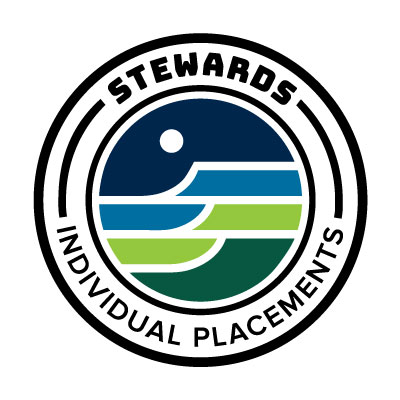 STEWARDS
INDIVIDUAL PLACEMENTS